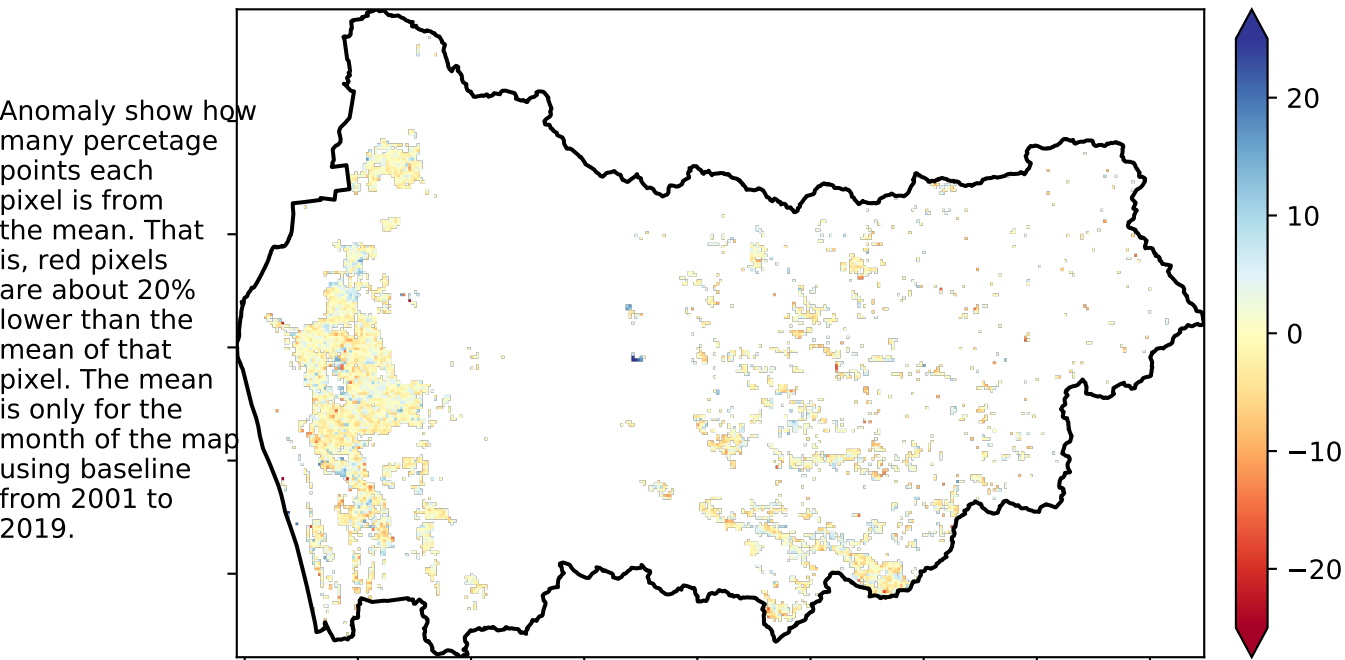 Anomaly show how
many percetage
points each
pixel is from
the mean. That
is, red pixels
are about 20%
lower than the
mean of that
pixel. The mean
is only for the
month of the map
using baseline
from 2001 to
2019.
20
10
0
−10
−20